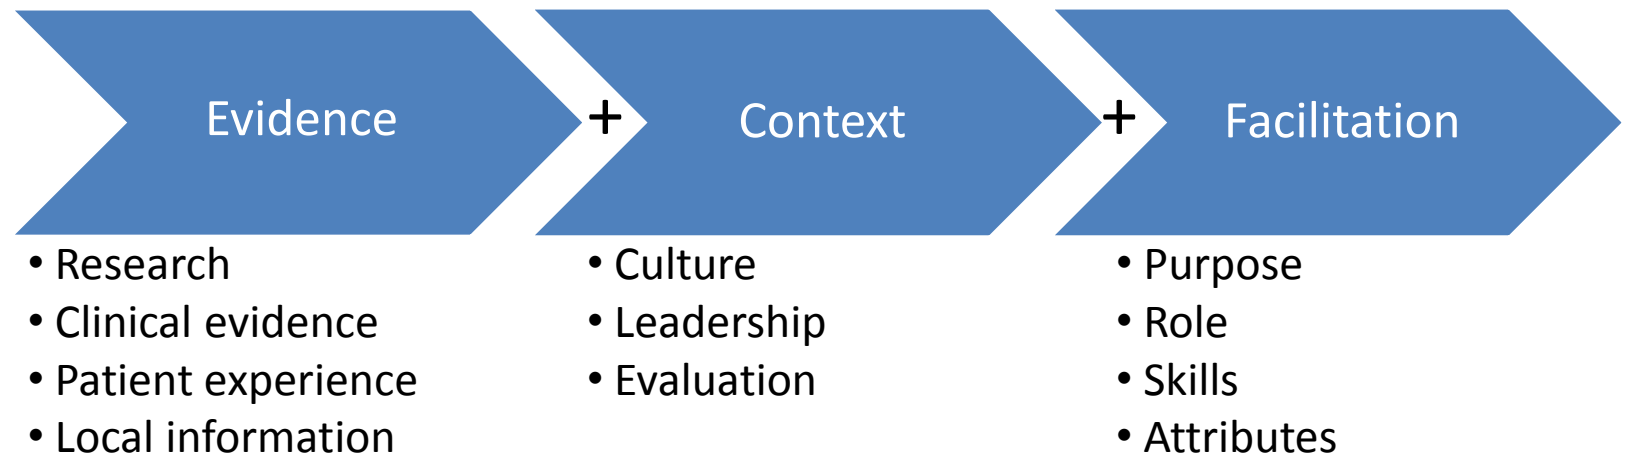 Evidence
+
Context
+
Facilitation
• Research
• Clinical evidence
• Patient experience
• Local information
• Culture
• Leadership
• Evaluation
• Purpose
• Role
• Skills
• Attributes